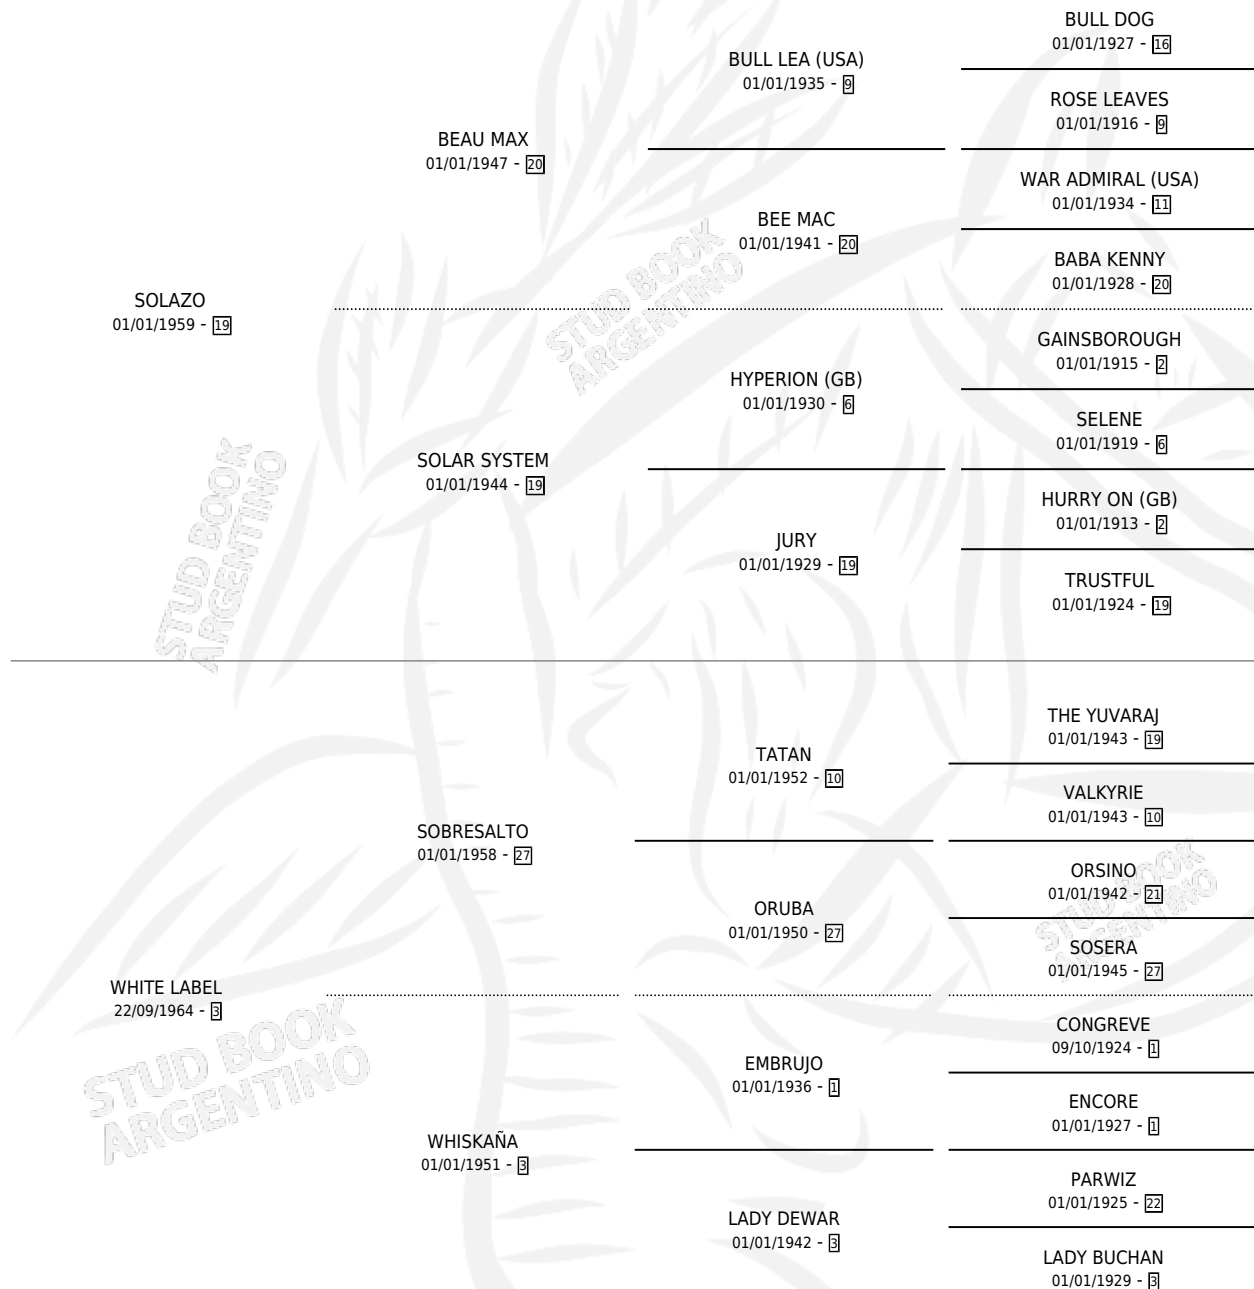 BULL DOG
01/01/1927 - 16
BULL LEA (USA)
01/01/1935 - 9
ROSE LEAVES
01/01/1916 - 9
BEAU MAX
01/01/1947 - 20
WAR ADMIRAL (USA)
01/01/1934 - 11
BEE MAC
01/01/1941 - 20
BABA KENNY
01/01/1928 - 20
SOLAZO
01/01/1959 - 19
STUD BOOK
ARGENTINO
GAINSBOROUGH
01/01/1915 - 2
HYPERION (GB)
01/01/1930 - 6
SELENE
01/01/1919 - 6
SOLAR SYSTEM
01/01/1944 - 19
HURRY ON (GB)
01/01/1913 - 2
JURY
01/01/1929 - 19
TRUSTFUL
01/01/1924 - 19
STUD BOOK
ARGENTINO
THE YUVARAJ
01/01/1943 - 19
TATAN
01/01/1952 - 10
VALKYRIE
01/01/1943 - 10
SOBRESALTO
01/01/1958 - 27
ORSINO
01/01/1942 - 21
ORUBA
01/01/1950 - 27
SOSERA
01/01/1945 - 27
STUD BOOK
ARGENTINO
WHITE LABEL
22/09/1964 - 3
CONGREVE
09/10/1924 - 1
EMBRUJO
01/01/1936 - 1
ENCORE
01/01/1927 - 1
STUD BOOK
ARGENTINO
WHISKAÑA
01/01/1951 - 3
PARWIZ
01/01/1925 - 22
LADY DEWAR
01/01/1942 - 3
LADY BUCHAN
01/01/1929 - 3